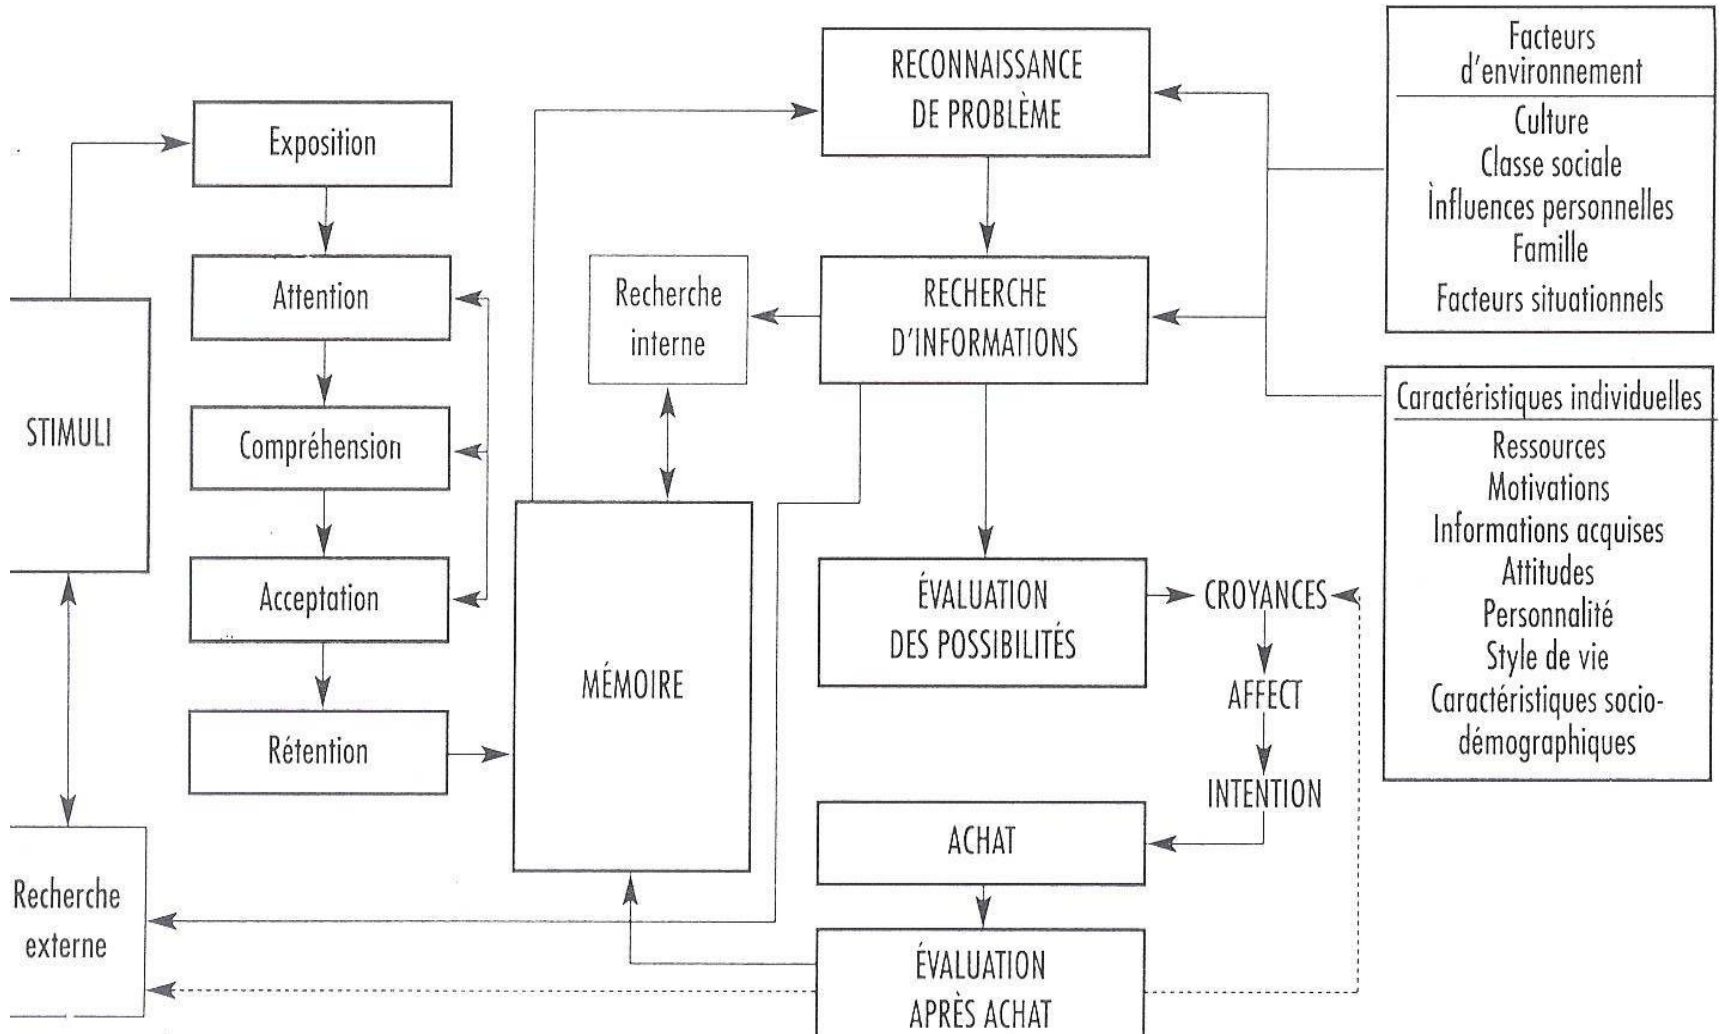 STIMULI
Recherche
externe
Exposition
Attention
Compréhension
Acceptation
Rétention
Recherche
interne
MÉMOIRE
RECONNAISSANCE
DE PROBLÈME
RECHERCHE
D'INFORMATIONS
ÉVALUATION
DES POSSIBILITÉS
CROYANCES
AFFECT
INTENTION
ACHAT
ÉVALUATION
APRÈS ACHAT
Facteurs
d'environnement
Culture
Classe sociale
Influences personnelles
Famille
Facteurs situationnels
Caractéristiques individuelles
Ressources
Motivations
Informations acquises
Attitudes
Personnalité
Style de vie
Caractéristiques socio-
démographiques